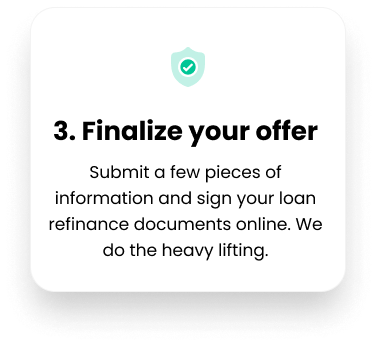 3. Finalize your offer
Submit a few pieces of
information and sign your loan
refinance documents online. We
do the heavy lifting.